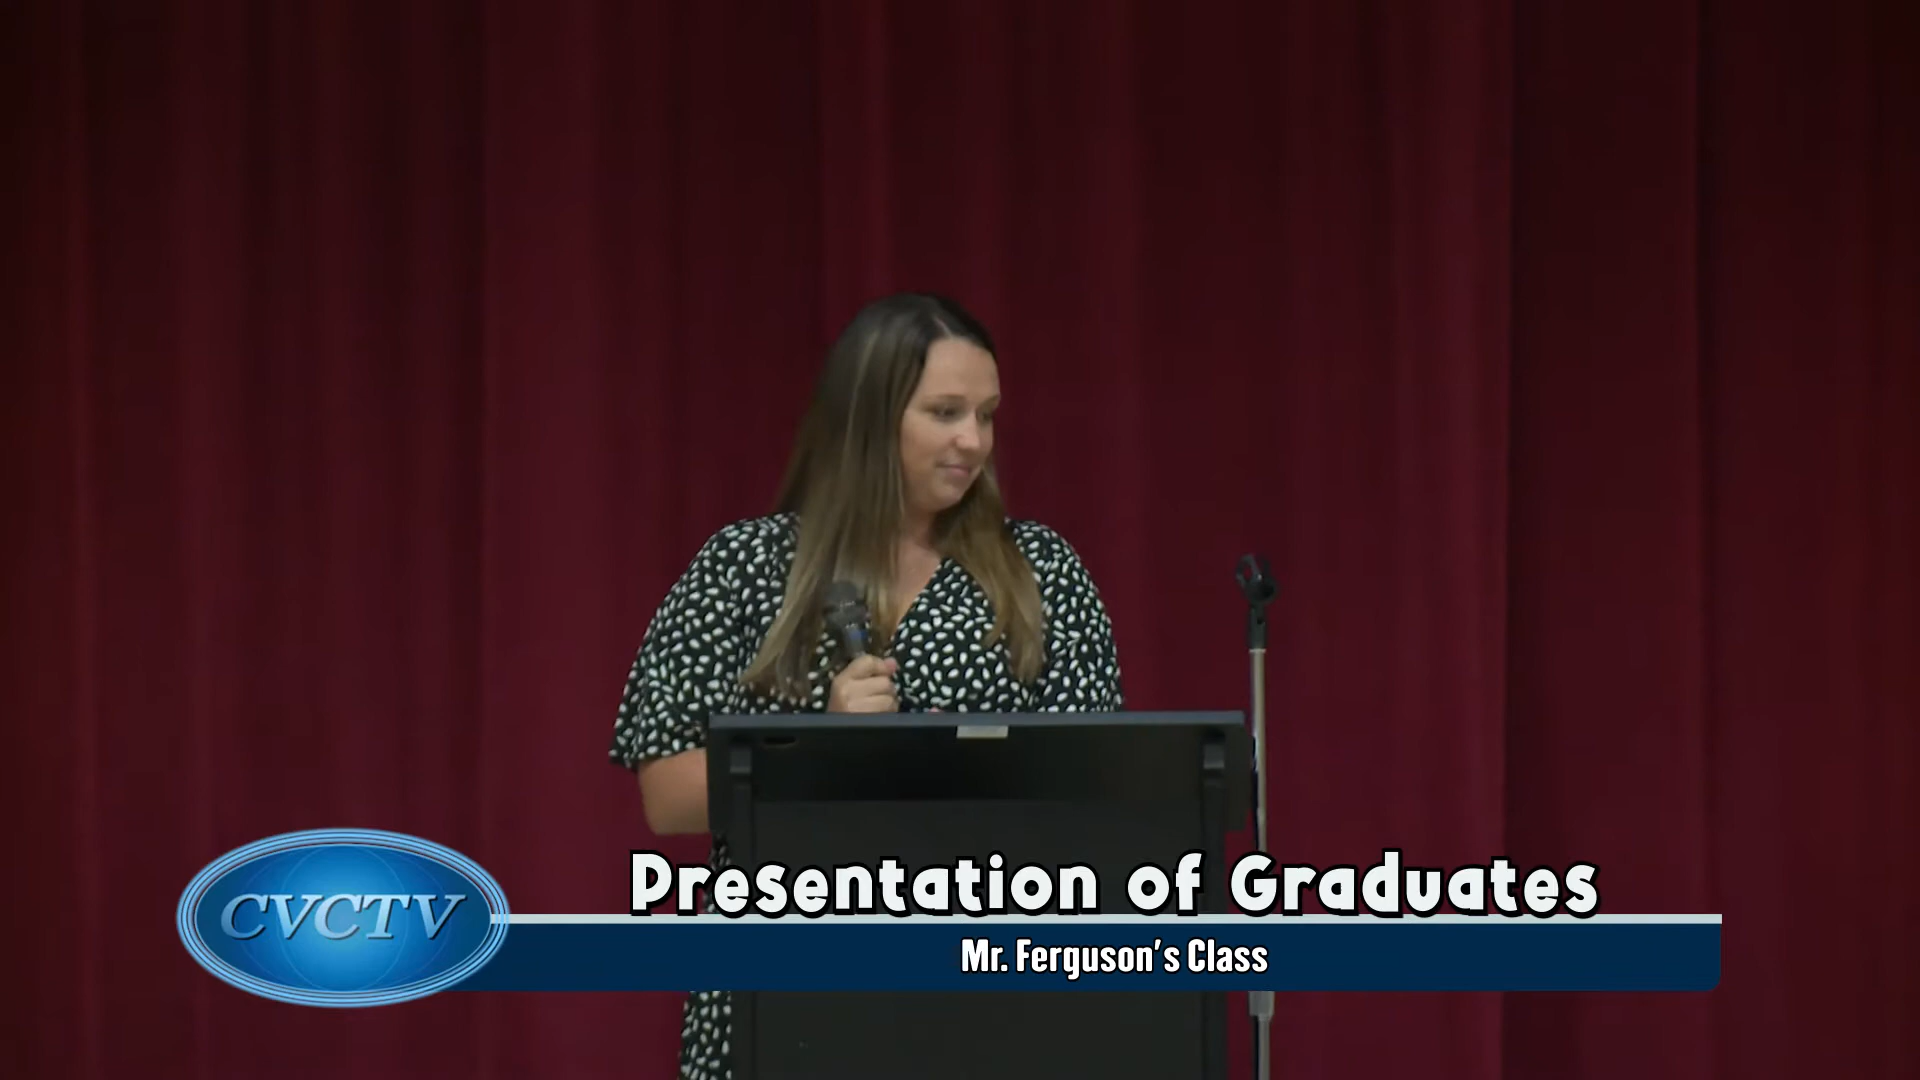 Presentation of Graduates
CVCTV
Mr. Ferguson's Class